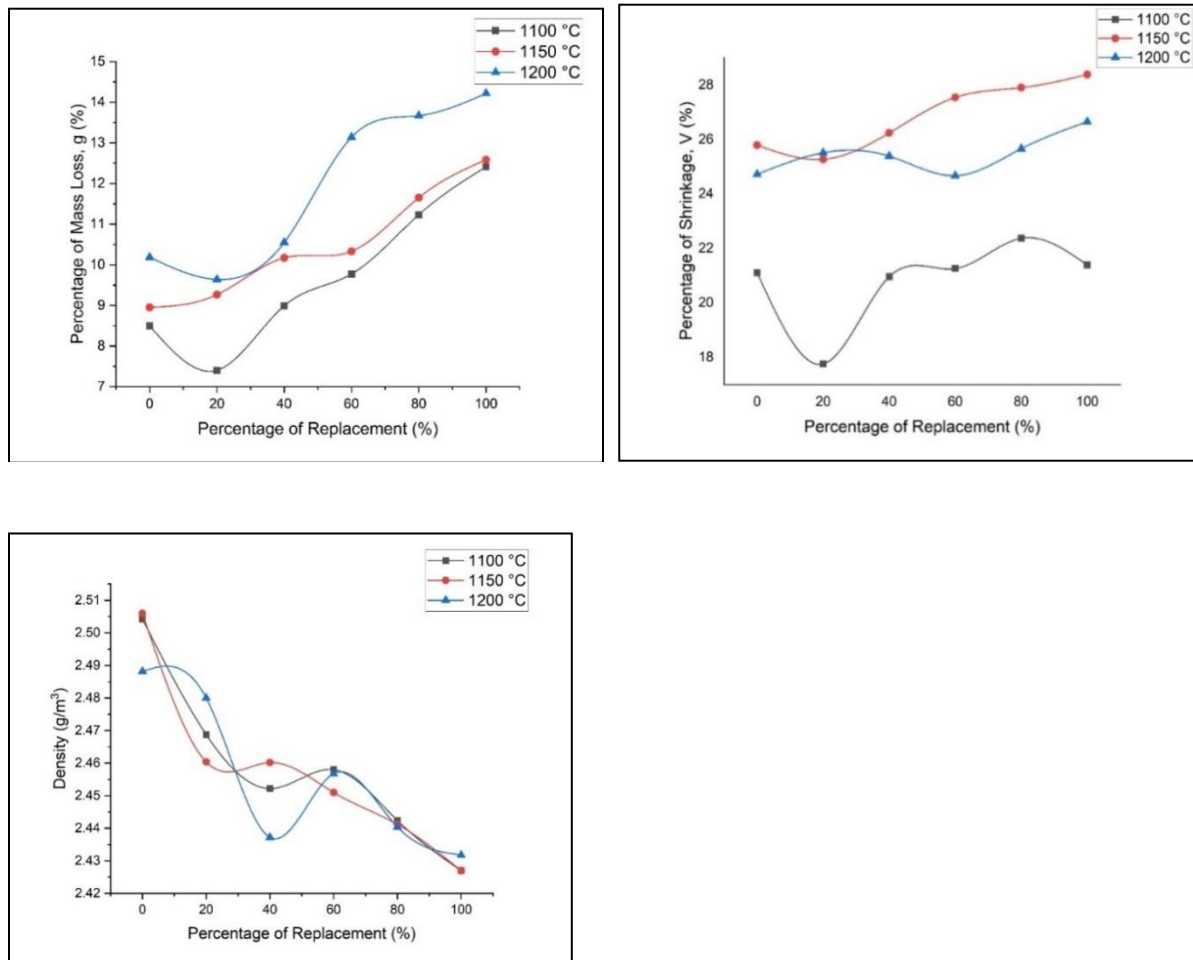 1100 °C
1150 °C
1200 °C
15
14
13
12
11
10
9
8
7
Percentage of Mass Loss, g (%)
0 20 40 60 80 100
Percentage of Replacement (%)
1100 °C
1150 °C
1200 °C
28
26
24
22
20
18
Percentage of Shrinkage, V (%)
0 20 40 60 80 100
Percentage of Replacement (%)
1100 °C
1150 °C
1200 °C
2.51
2.50
2.49
2.48
2.47
2.46
2.45
2.44
2.43
2.42
Density (g/m³)
0 20 40 60 80 100
Percentage of Replacement (%)